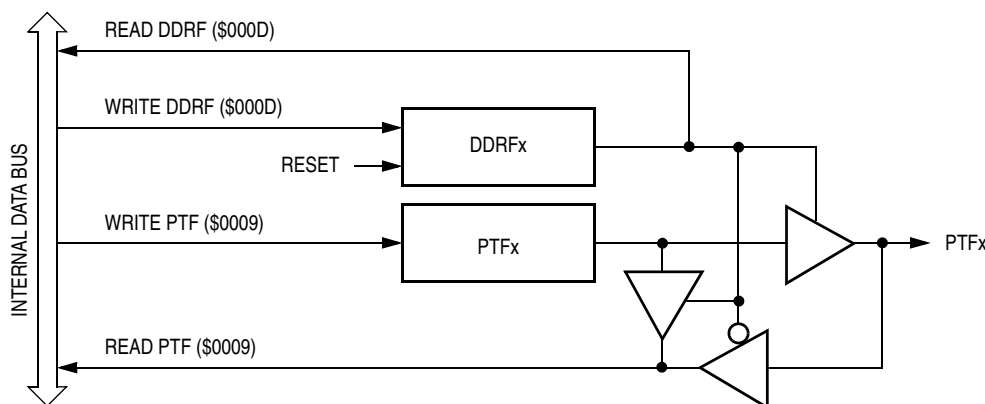 READ DDRF ($000D)
WRITE DDRF ($000D)
DDRFx
RESET
INTERNAL DATA BUS
WRITE PTF ($0009)
PTFx
PTFx
READ PTF ($0009)